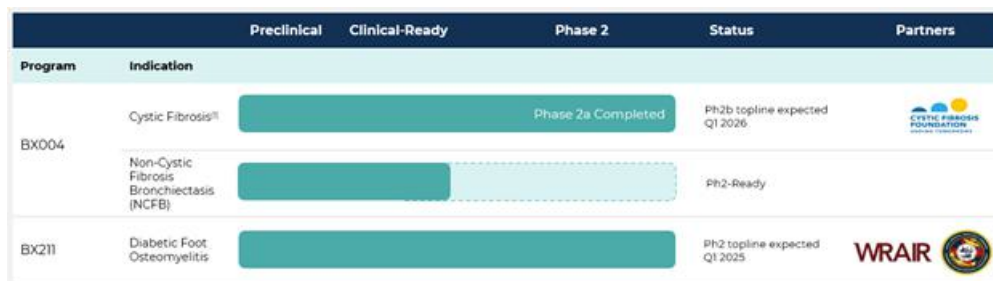 Preclinical Clinical-Ready Phase 2 Status Partners
Program Indication
BX004
Cystic Fibrosis[1]
Phase 2a Completed
Ph2b topline expected
Q1 2026
CYSTIC FIBROSIS
FOUNDATION
Non-Cystic
Fibrosis
Bronchiectasis
(NCFB)
Ph2-Ready
BX211
Diabetic Foot
Osteomyelitis
Ph2 topline expected
Q1 2025
WRAIR